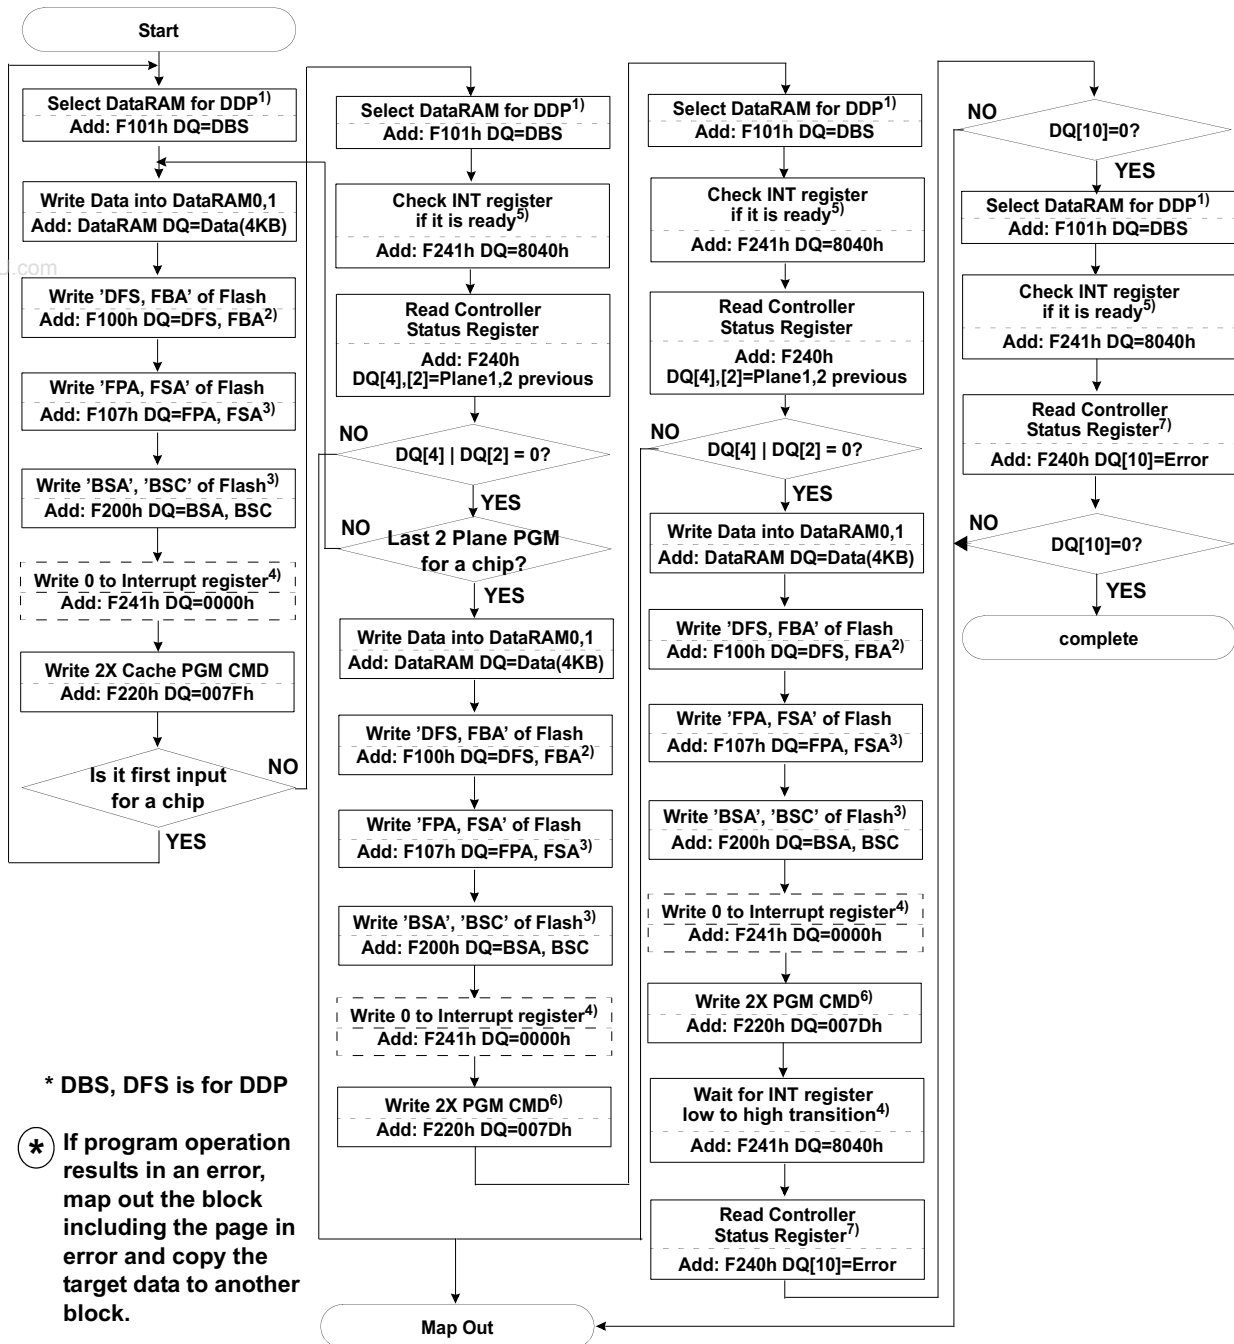 Start
Select DataRAM for DDP1)
Add: F101h DQ=DBS
Write Data into DataRAM0,1
Add: DataRAM DQ=Data(4KB)
Write 'DFS, FBA' of Flash
Add: F100h DQ=DFS, FBA2)
Write 'FPA, FSA' of Flash
Add: F107h DQ=FPA, FSA3)
Write 'BSA', 'BSC' of Flash3)
Add: F200h DQ=BSA, BSC
Write 0 to Interrupt register4)
Add: F241h DQ=0000h
Write 2X Cache PGM CMD
Add: F220h DQ=007Fh
Is it first input
for a chip
NO
YES
* DBS, DFS is for DDP
* If program operation
results in an error,
map out the block
including the page in
error and copy the
target data to another
block.
Select DataRAM for DDP1)
Add: F101h DQ=DBS
Check INT register
if it is ready5)
Add: F241h DQ=8040h
Read Controller
Status Register
Add: F240h
DQ[4],[2]=Plane1,2 previous
NO
DQ[4] | DQ[2] = 0?
YES
NO
Last 2 Plane PGM
for a chip?
YES
Write Data into DataRAM0,1
Add: DataRAM DQ=Data(4KB)
Write 'DFS, FBA' of Flash
Add: F100h DQ=DFS, FBA2)
Write 'FPA, FSA' of Flash
Add: F107h DQ=FPA, FSA3)
Write 'BSA', 'BSC' of Flash3)
Add: F200h DQ=BSA, BSC
Write 0 to Interrupt register4)
Add: F241h DQ=0000h
Write 2X PGM CMD6)
Add: F220h DQ=007Dh
Map Out
Select DataRAM for DDP1)
Add: F101h DQ=DBS
Check INT register
if it is ready5)
Add: F241h DQ=8040h
Read Controller
Status Register
Add: F240h
DQ[4],[2]=Plane1,2 previous
NO
DQ[4] | DQ[2] = 0?
YES
Write Data into DataRAM0,1
Add: DataRAM DQ=Data(4KB)
Write 'DFS, FBA' of Flash
Add: F100h DQ=DFS, FBA2)
Write 'FPA, FSA' of Flash
Add: F107h DQ=FPA, FSA3)
Write 'BSA', 'BSC' of Flash3)
Add: F200h DQ=BSA, BSC
Write 0 to Interrupt register4)
Add: F241h DQ=0000h
Write 2X PGM CMD6)
Add: F220h DQ=007Dh
Wait for INT register
low to high transition4)
Add: F241h DQ=8040h
Read Controller
Status Register7)
Add: F240h DQ[10]=Error
NO
DQ[10]=0?
YES
Select DataRAM for DDP1)
Add: F101h DQ=DBS
Check INT register
if it is ready5)
Add: F241h DQ=8040h
Read Controller
Status Register7)
Add: F240h DQ[10]=Error
NO
DQ[10]=0?
YES
complete